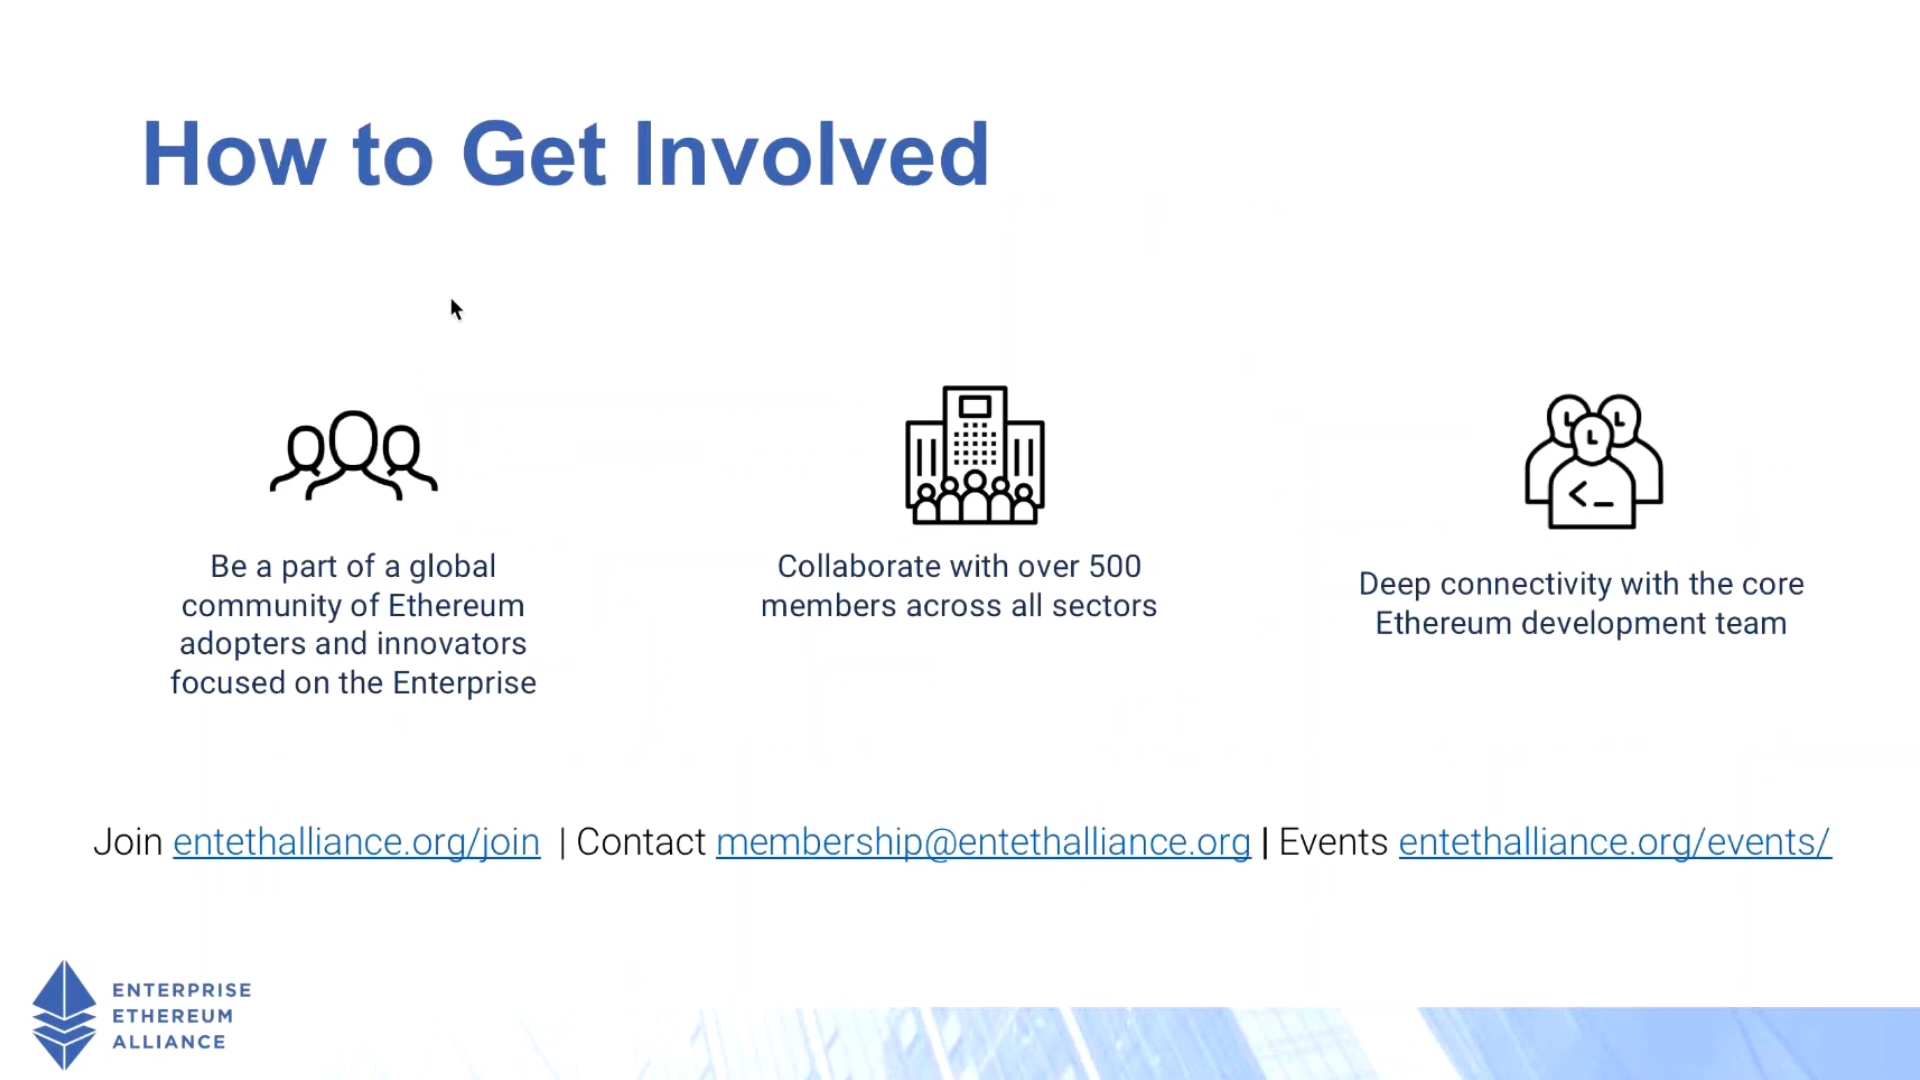 How to Get Involved
Be a part of a global
community of Ethereum
adopters and innovators
focused on the Enterprise
Collaborate with over 500
members across all sectors
Deep connectivity with the core
Ethereum development team
Join entethalliance.org/join | Contact membership@entethalliance.org | Events entethalliance.org/events/
ENTERPRISE
ETHEREUM
ALLIANCE